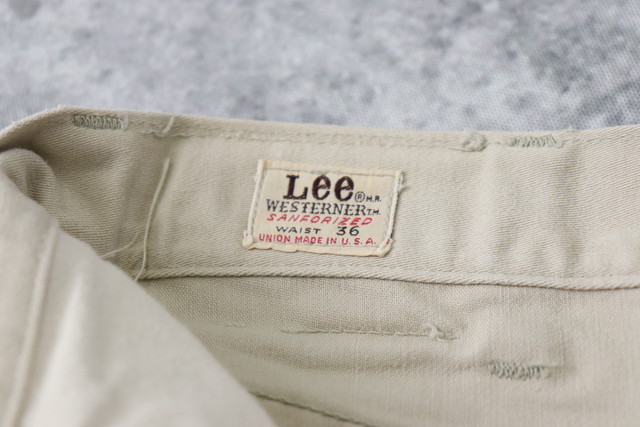 Lee® M.R.
WESTERNER T.M.
SANFORIZED
WAIST 36
UNION MADE IN U.S.A.